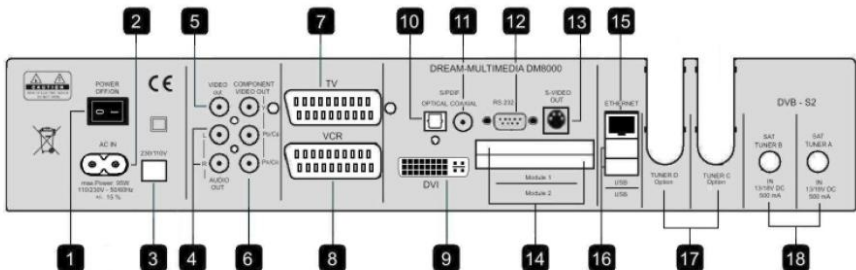 2
5
7
10
11
12
13
15
DREAM-MULTIMEDIA DM8000
CAUTION
POWER
OFF/ON
CE
VIDEO
OUT
COMPONENT
VIDEO OUT
TV
S/PDIF
OPTICAL COAXIAL
RS 232
S-VIDEO
OUT
ETHERNET
DVB - S2
AC IN
230/110V
Y
Pb/Cb
Pr/Cr
R
AUDIO
OUT
VCR
DVI
Module 1
Module 2
USB
USB
SAT
TUNER B
SAT
TUNER A
max.Power: 95W
110/230V - 50/60Hz
+/- 15 %
TUNER D
Option
TUNER C
Option
IN
13/18V DC
500 mA
IN
13/18V DC
500 mA
1
3
4
6
8
9
14
16
17
18